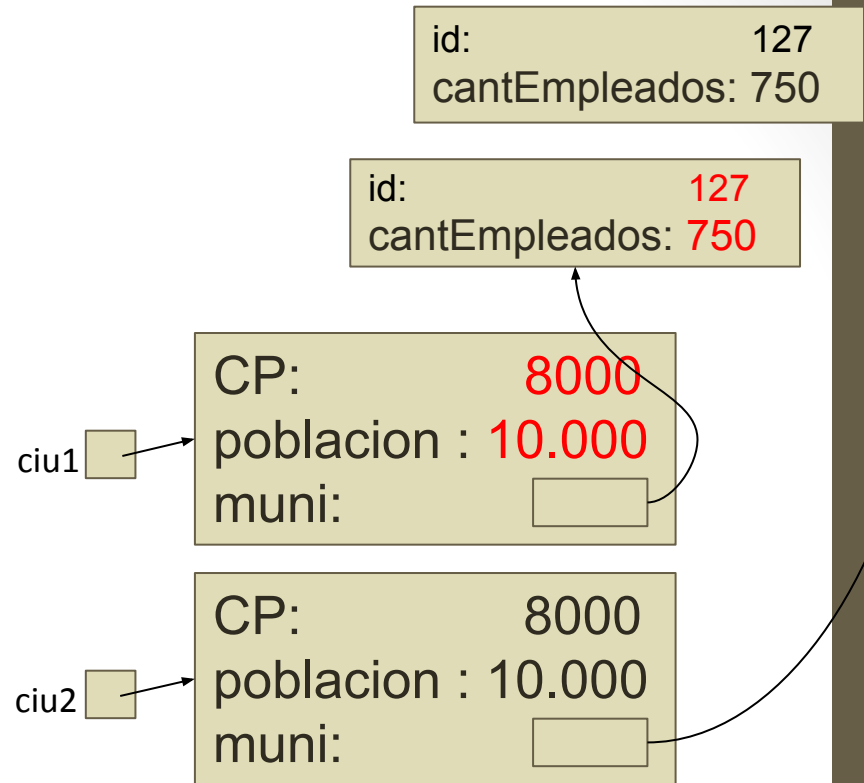 id: 127
cantEmpleados: 750
id: 127
cantEmpleados: 750
CP: 8000
poblacion : 10.000
muni:
ciu1
CP: 8000
poblacion : 10.000
muni:
ciu2